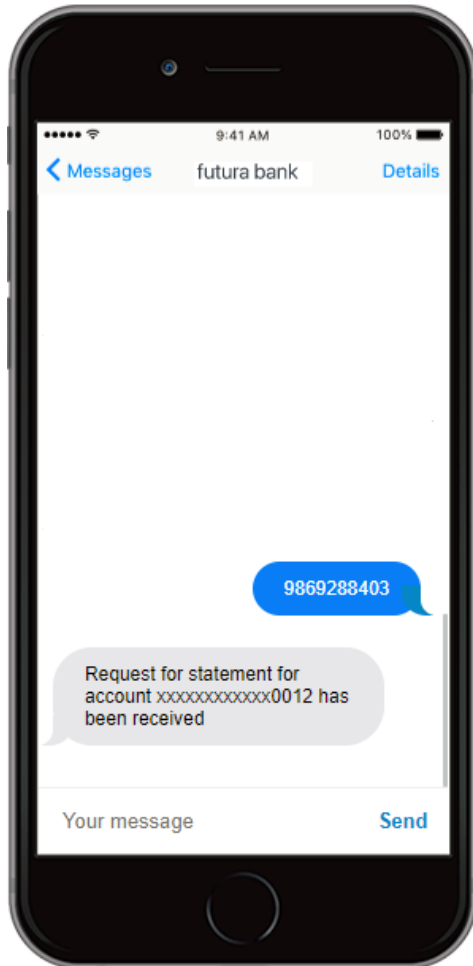 9:41 AM
100%
Messages
futura bank
Details
9869288403
Request for statement for
account xxxxxxxxxxxx0012 has
been received
Your message
Send